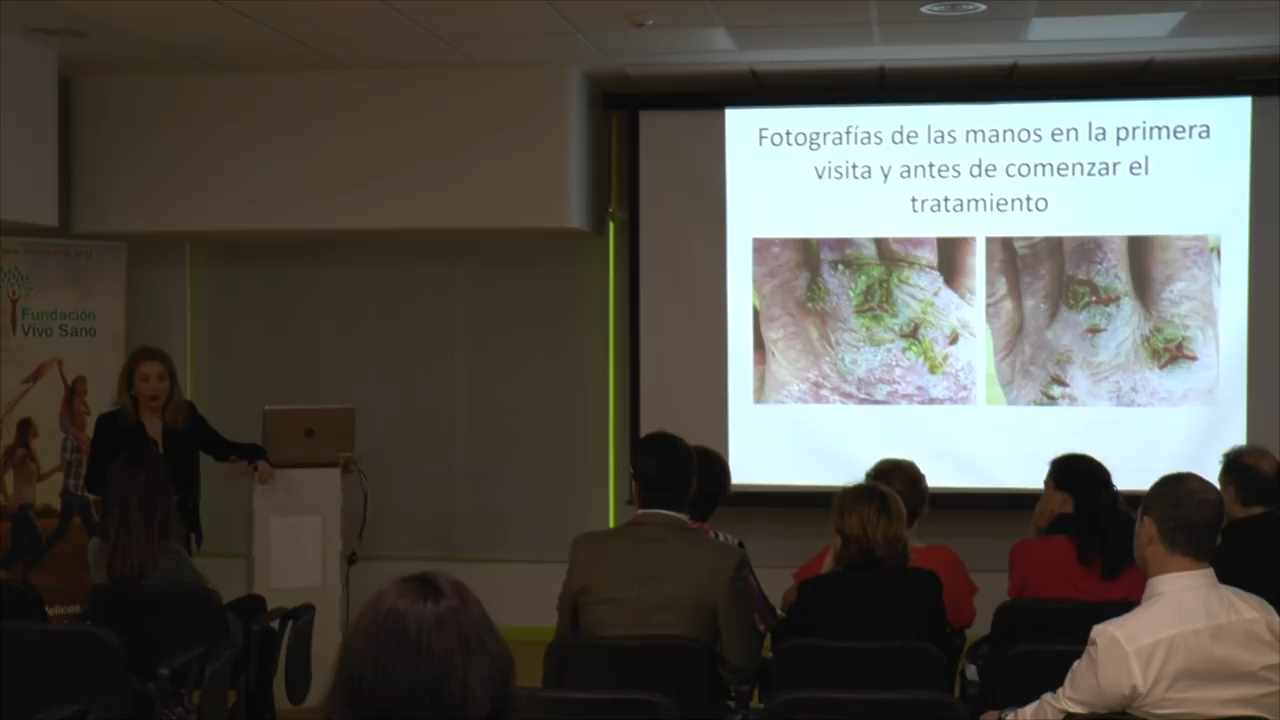 Fotografías de las manos en la primera
visita y antes de comenzar el
tratamiento
Fundación
Vivo Sano